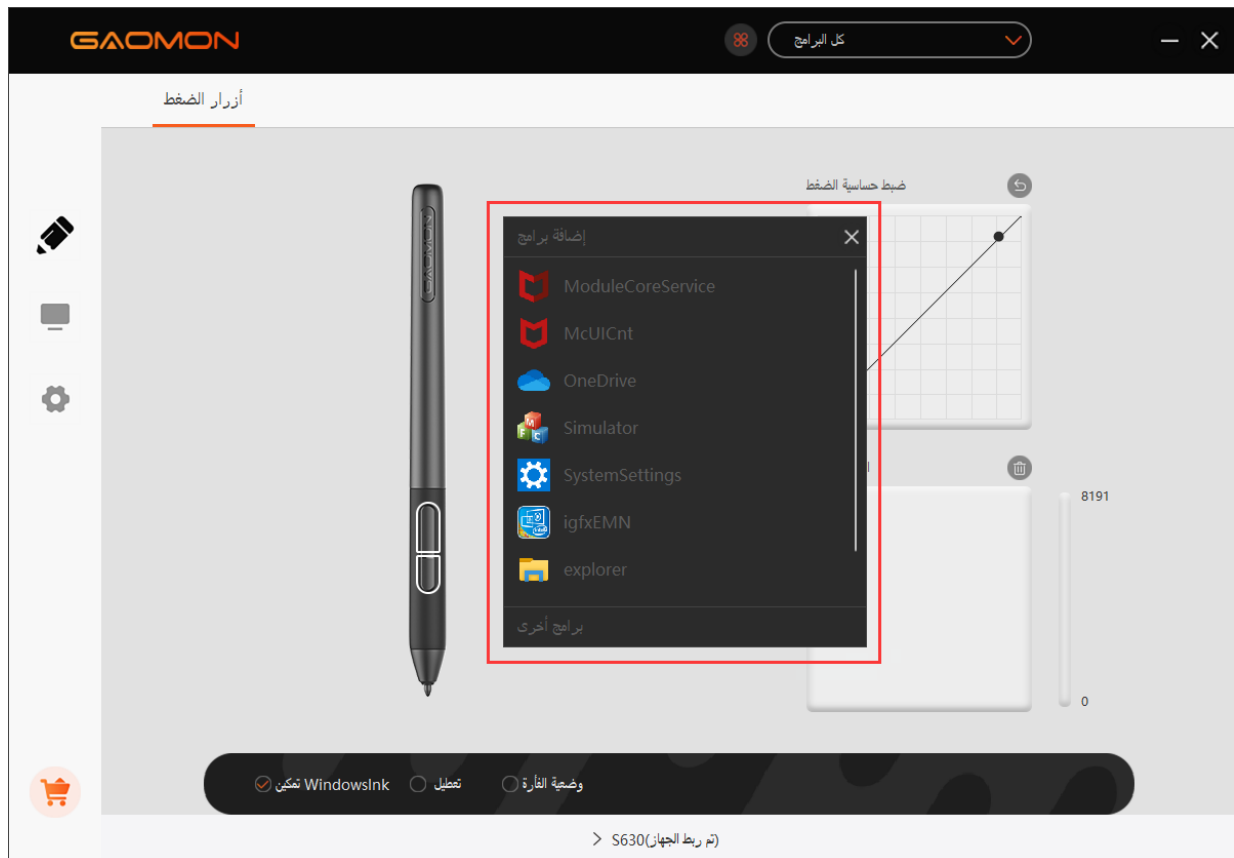 GAOMON
كل البرامج
أزرار الضغط
ضبط حساسية الضغط
GAOMON
إضافة برامج
ModuleCoreService
McUICnt
OneDrive
Simulator
SystemSettings
igfxEMN
explorer
برامج أخرى
8191
0
تمكين WindowsInk
تعطيل
وضعية الفأرة
S630(تم ربط الجهاز)